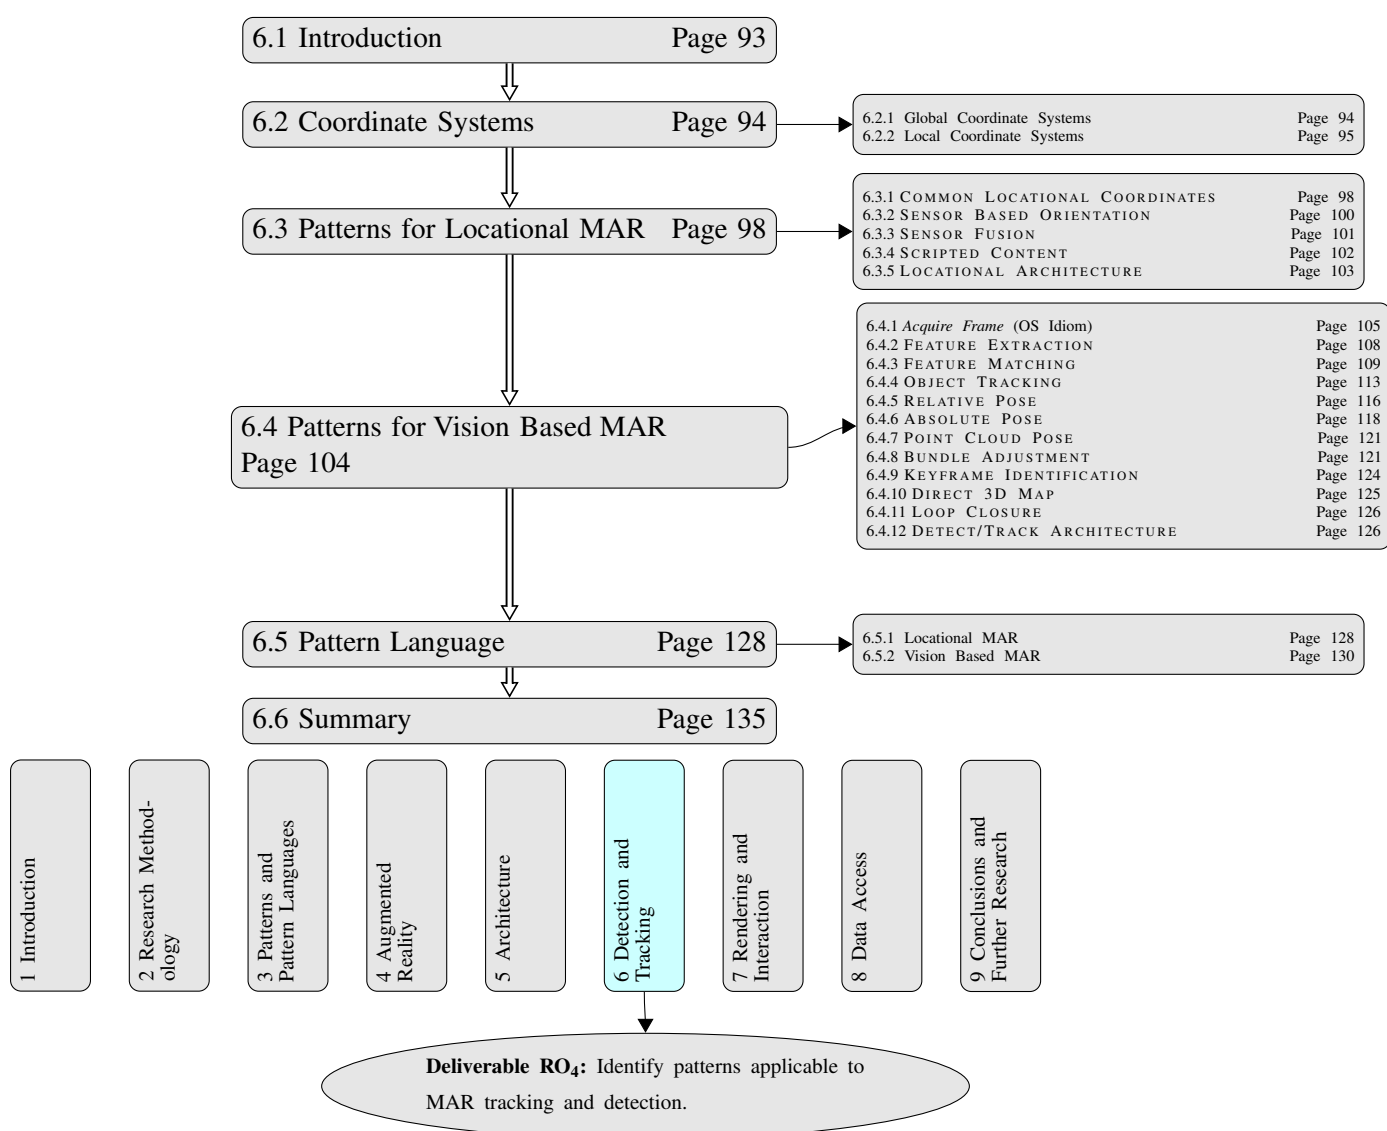 6.1 Introduction Page 93
6.2 Coordinate Systems Page 94
6.2.1 Global Coordinate Systems Page 94
6.2.2 Local Coordinate Systems Page 95
6.3 Patterns for Locational MAR Page 98
6.3.1 COMMON LOCATIONAL COORDINATES Page 98
6.3.2 SENSOR BASED ORIENTATION Page 100
6.3.3 SENSOR FUSION Page 101
6.3.4 SCRIPTED CONTENT Page 102
6.3.5 LOCATIONAL ARCHITECTURE Page 103
6.4 Patterns for Vision Based MAR
Page 104
6.4.1 Acquire Frame (OS Idiom) Page 105
6.4.2 FEATURE EXTRACTION Page 108
6.4.3 FEATURE MATCHING Page 109
6.4.4 OBJECT TRACKING Page 113
6.4.5 RELATIVE POSE Page 116
6.4.6 ABSOLUTE POSE Page 118
6.4.7 POINT CLOUD POSE Page 121
6.4.8 BUNDLE ADJUSTMENT Page 121
6.4.9 KEYFRAME IDENTIFICATION Page 124
6.4.10 DIRECT 3D MAP Page 125
6.4.11 LOOP CLOSURE Page 126
6.4.12 DETECT/TRACK ARCHITECTURE Page 126
6.5 Pattern Language Page 128
6.5.1 Locational MAR Page 128
6.5.2 Vision Based MAR Page 130
6.6 Summary Page 135
1 Introduction
2 Research Method-
ology
3 Patterns and
Pattern Languages
4 Augmented
Reality
5 Architecture
6 Detection and
Tracking
7 Rendering and
Interaction
8 Data Access
9 Conclusions and
Further Research
Deliverable RO4: Identify patterns applicable to
MAR tracking and detection.